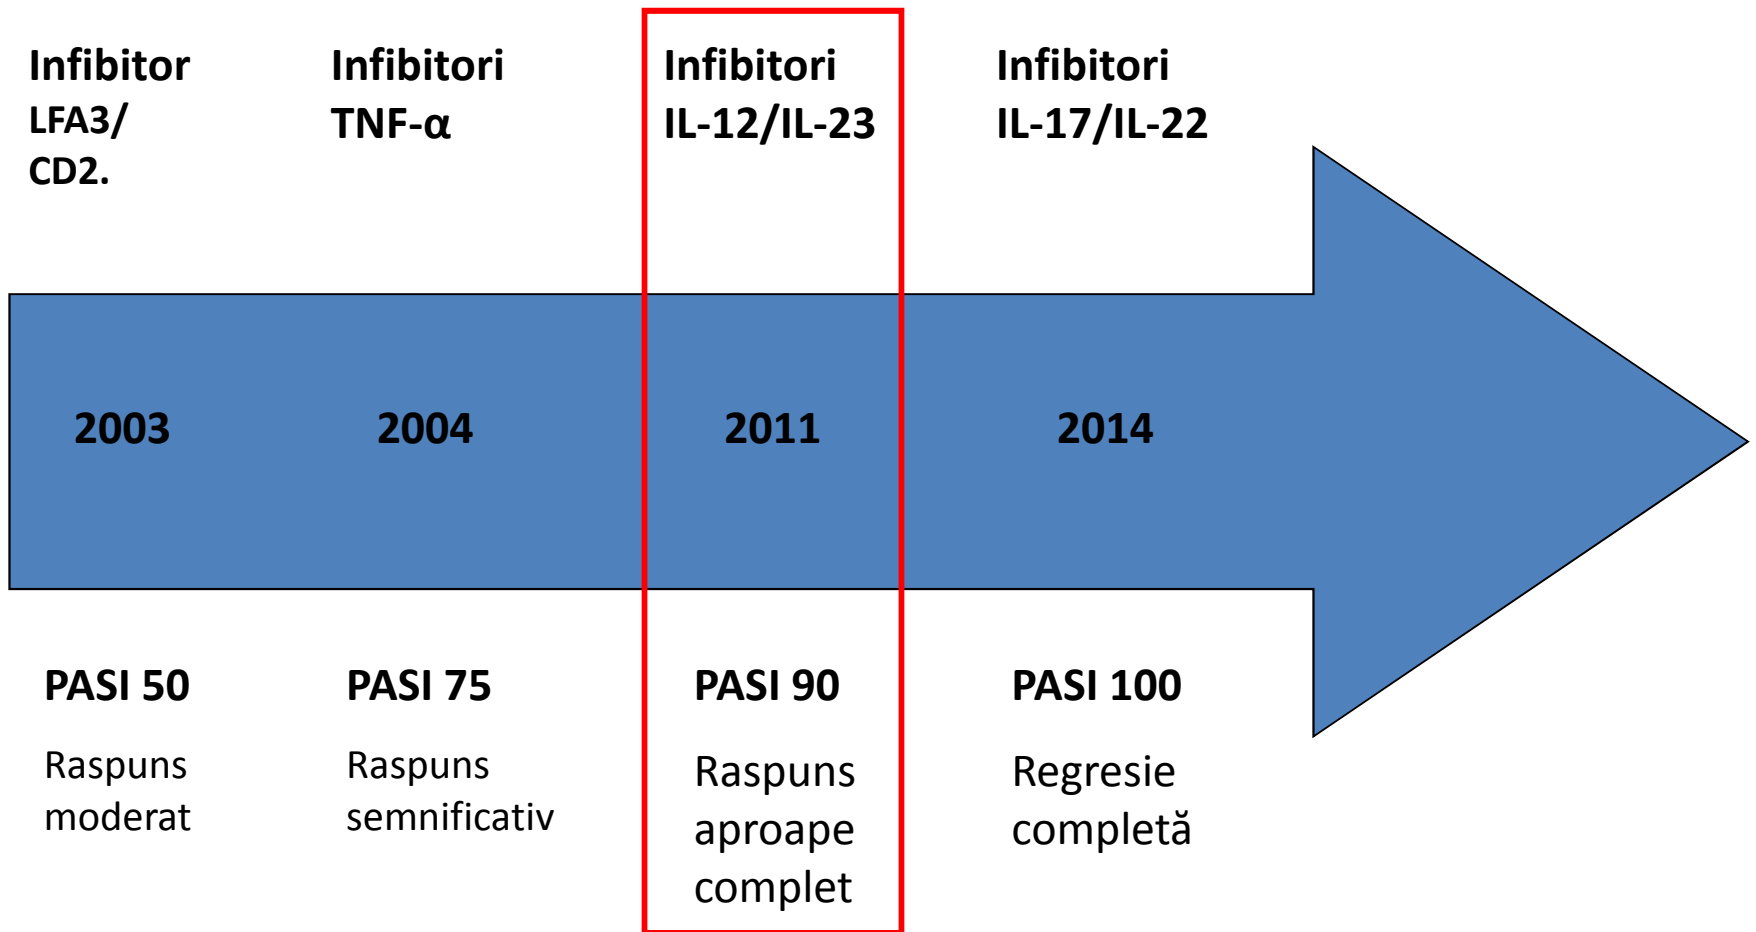 Infibitor
LFA3/
CD2.
Infibitori
TNF-α
Infibitori
IL-12/IL-23
Infibitori
IL-17/IL-22
2003
2004
2011
2014
PASI 50
Raspuns
moderat
PASI 75
Raspuns
semnificativ
PASI 90
Raspuns
aproape
complet
PASI 100
Regresie
completă